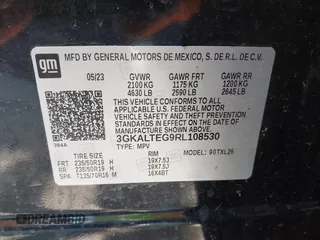 gm
MFD BY GENERAL MOTORS DE MEXICO, S. DE R.L. DE C.V.
05/23 GVWR GAWR FRT GAWR RR
2100 KG 1175 KG 1200 KG
4630 LB 2590 LB 2645 LB
THIS VEHICLE CONFORMS TO ALL APPLICABLE U.S. FEDERAL MOTOR VEHICLE SAFETY, BUMPER, AND THEFT PREVENTION STANDARDS IN EFFECT ON THE DATE OF MANUFACTURE SHOWN ABOVE.
3GKALTEG9RL108530
TYPE: MPV
TIRE SIZE RIM MODEL: 90TXL26
FRT 235/50R19 H 19X7.5J
RR 235/50R19 H 19X7.5J
SPA T135/70R16 M 16X4BT
DREAMBID